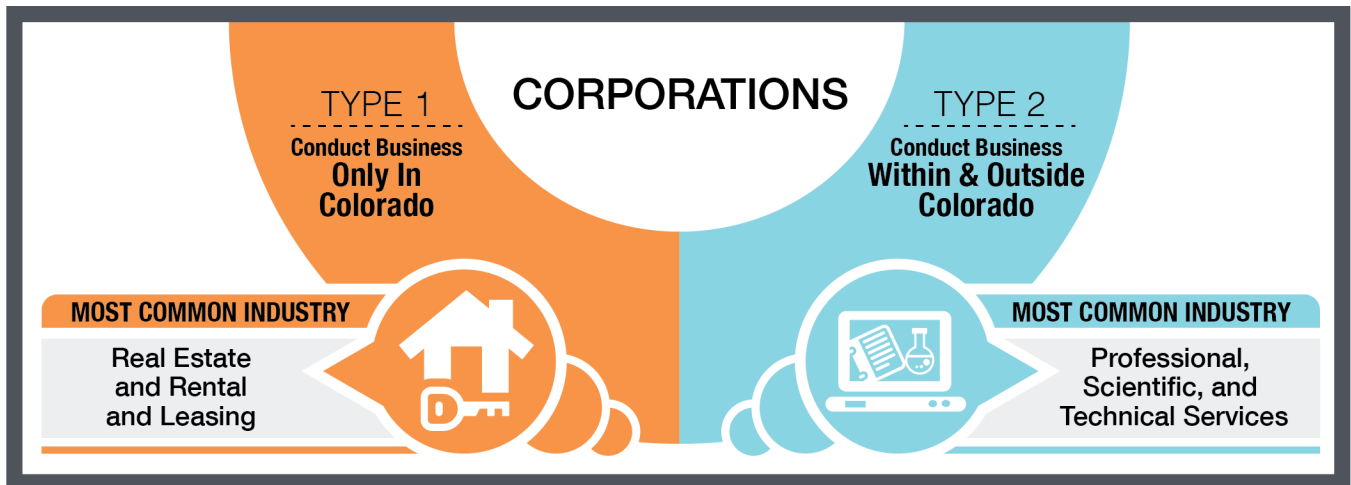 CORPORATIONS
TYPE 1
Conduct Business
Only In
Colorado
MOST COMMON INDUSTRY
Real Estate
and Rental
and Leasing
TYPE 2
Conduct Business
Within & Outside
Colorado
MOST COMMON INDUSTRY
Professional,
Scientific, and
Technical Services